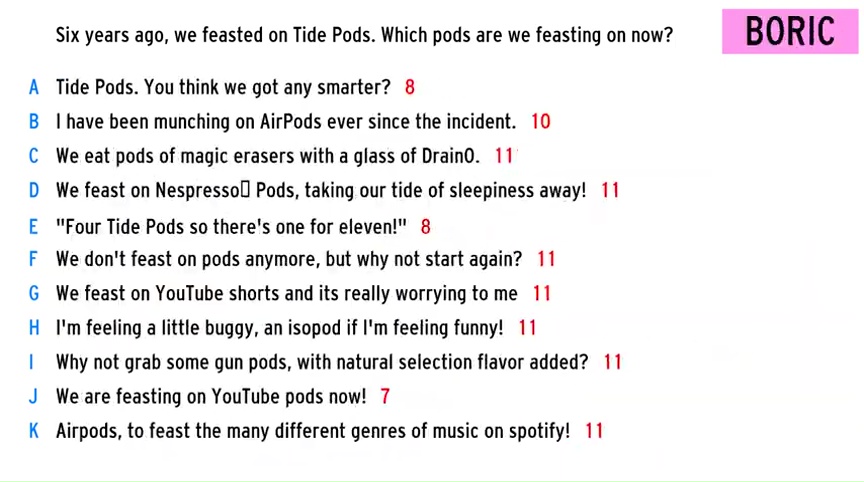 Six years ago, we feasted on Tide Pods. Which pods are we feasting on now?
BORIC
A Tide Pods. You think we got any smarter? 8
B I have been munching on AirPods ever since the incident. 10
C We eat pods of magic erasers with a glass of DrainO. 11
D We feast on Nespresso▯ Pods, taking our tide of sleepiness away! 11
E "Four Tide Pods so there's one for eleven!" 8
F We don't feast on pods anymore, but why not start again? 11
G We feast on YouTube shorts and its really worrying to me 11
H I'm feeling a little buggy, an isopod if I'm feeling funny! 11
I Why not grab some gun pods, with natural selection flavor added? 11
J We are feasting on YouTube pods now! 7
K Airpods, to feast the many different genres of music on spotify! 11